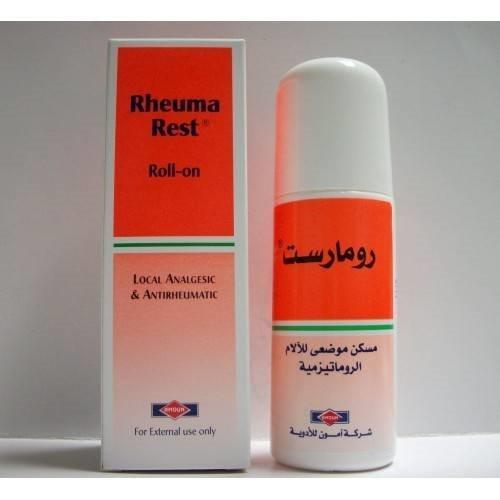 Rheuma
Rest®
Roll-on
LOCAL ANALGESIC
& ANTIRHEUMATIC
AMOUN
For External use only
رومارست®
مسكن موضعى للآلام
الروماتيزمية
AMOUN
شركة آمون للأدوية